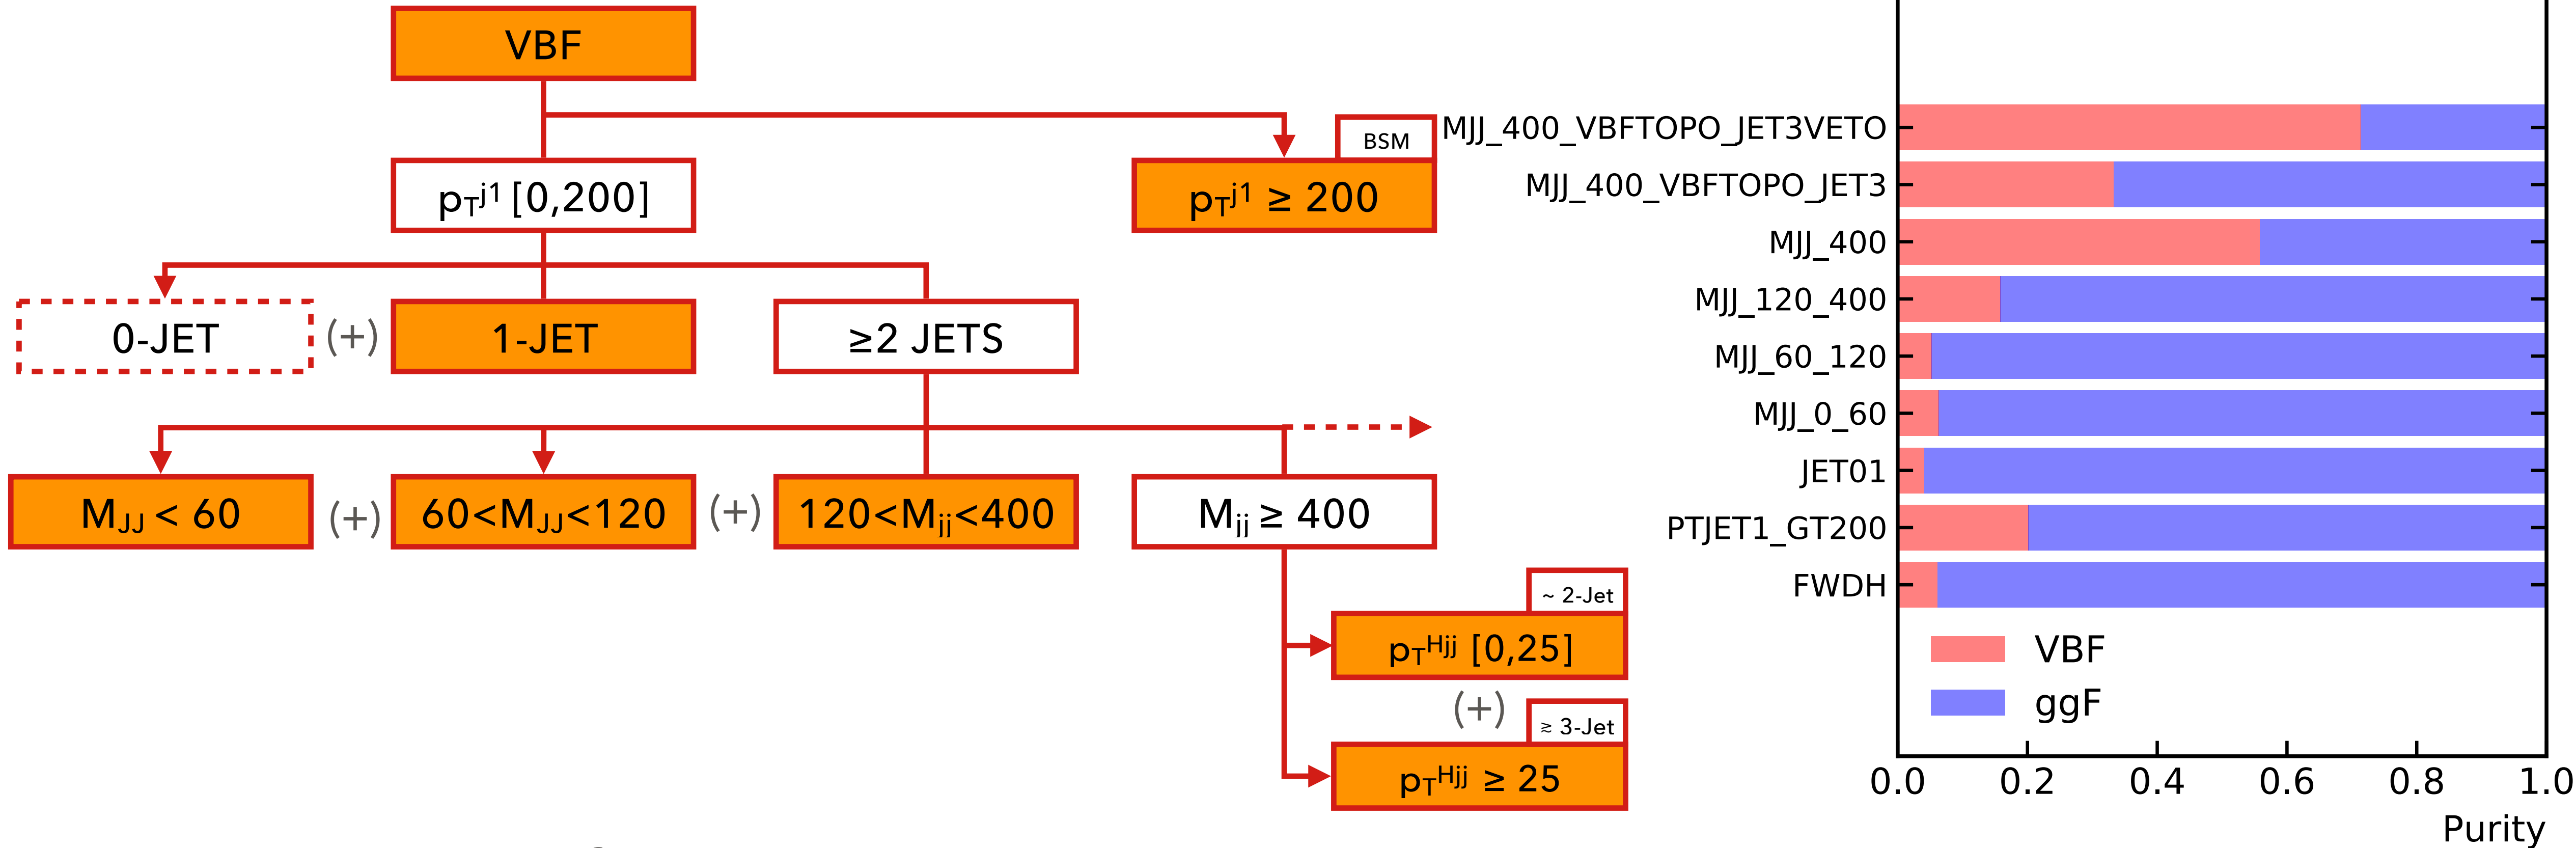 VBF
BSM
pTj1 [0,200]
pTj1 ≥ 200
0-JET
(+)
1-JET
≥2 JETS
MJJ < 60
(+)
60<MJJ<120
(+)
120<Mjj<400
Mjj ≥ 400
~ 2-Jet
pTHjj [0,25]
(+)
≳ 3-Jet
pTHjj ≥ 25
MJJ_400_VBFTOPO_JET3VETO
MJJ_400_VBFTOPO_JET3
MJJ_400
MJJ_120_400
MJJ_60_120
MJJ_0_60
JET01
PTJET1_GT200
FWDH
VBF
ggF
0.0 0.2 0.4 0.6 0.8 1.0
Purity